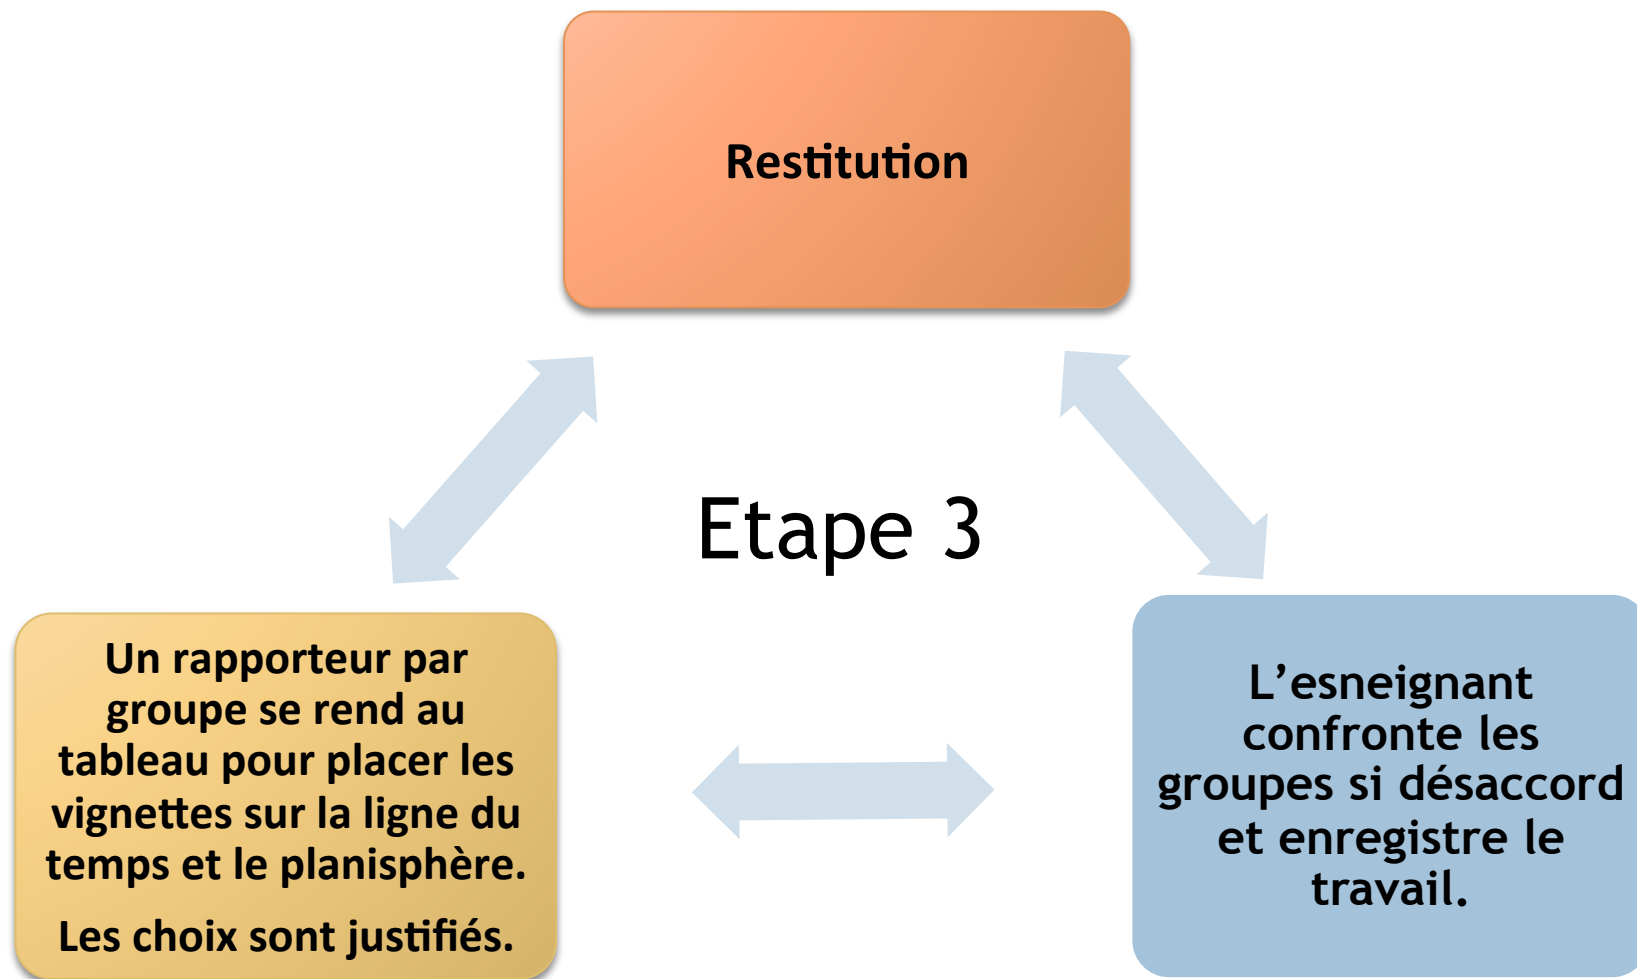 Restitution
Etape 3
Un rapporteur par
groupe se rend au
tableau pour placer les
vignettes sur la ligne du
temps et le planisphère.
Les choix sont justifiés.
L’esneignant
confronte les
groupes si désaccord
et enregistre le
travail.